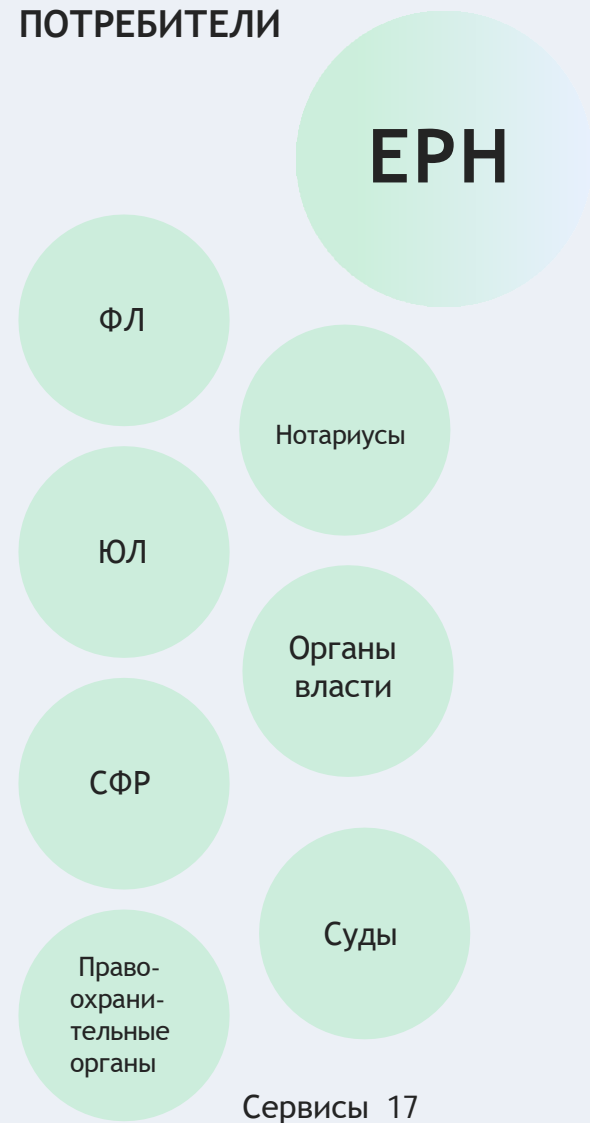 ПОТРЕБИТЕЛИ
ЕРН
ФЛ
Нотариусы
ЮЛ
Органы
власти
СФР
Суды
Право-
охрани-
тельные
органы
Сервисы 17